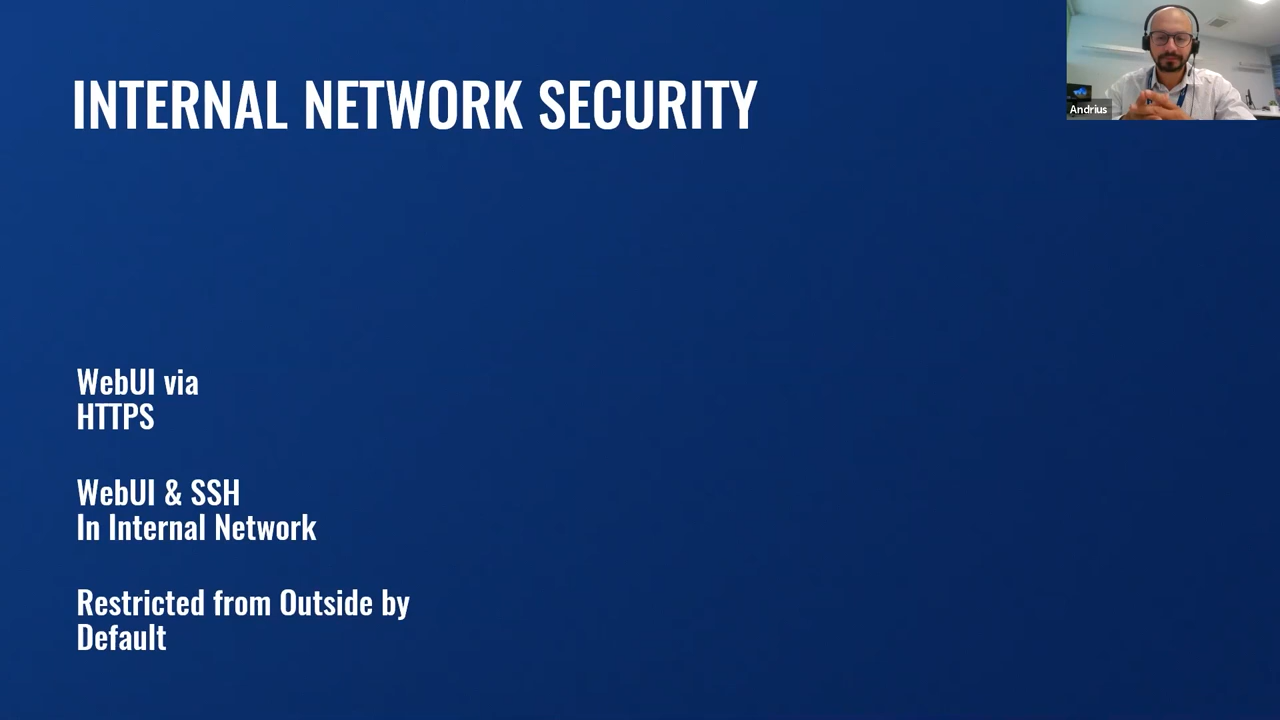 INTERNAL NETWORK SECURITY
Andrius
WebUI via
HTTPS
WebUI & SSH
In Internal Network
Restricted from Outside by
Default